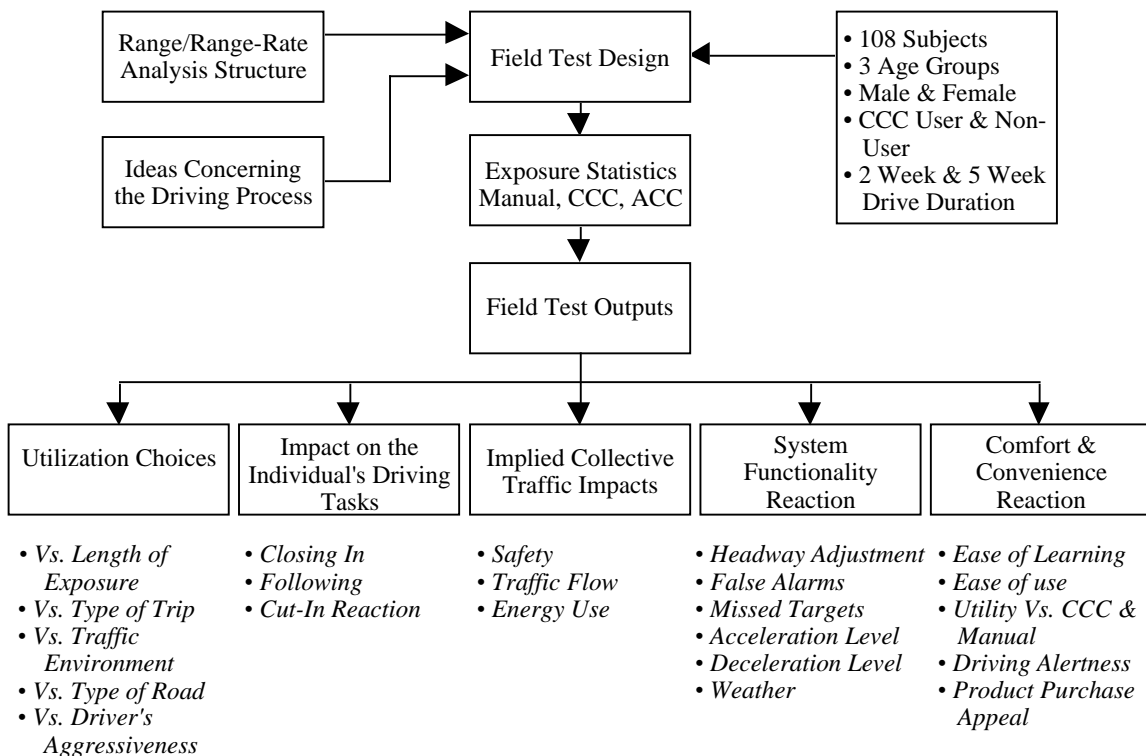 Range/Range-Rate
Analysis Structure
Field Test Design
• 108 Subjects
• 3 Age Groups
• Male & Female
• CCC User & Non-
User
• 2 Week & 5 Week
Drive Duration
Ideas Concerning
the Driving Process
Exposure Statistics
Manual, CCC, ACC
Field Test Outputs
Utilization Choices
Impact on the
Individual's Driving
Tasks
Implied Collective
Traffic Impacts
System
Functionality
Reaction
Comfort &
Convenience
Reaction
• Vs. Length of
Exposure
• Vs. Type of Trip
• Vs. Traffic
Environment
• Vs. Type of Road
• Vs. Driver's
Aggressiveness
• Closing In
• Following
• Cut-In Reaction
• Safety
• Traffic Flow
• Energy Use
• Headway Adjustment
• False Alarms
• Missed Targets
• Acceleration Level
• Deceleration Level
• Weather
• Ease of Learning
• Ease of use
• Utility Vs. CCC &
Manual
• Driving Alertness
• Product Purchase
Appeal